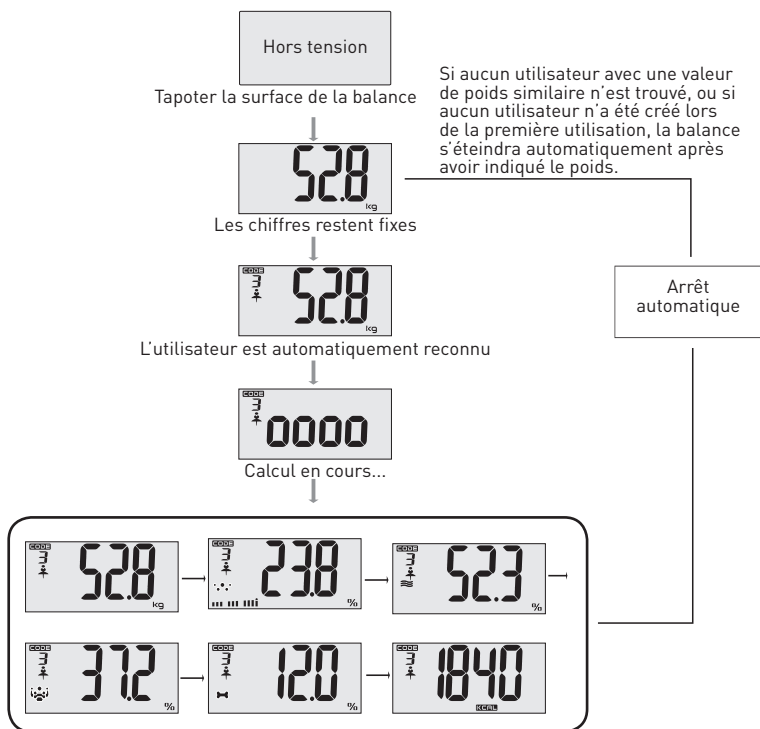 Hors tension
Tapoter la surface de la balance
Si aucun utilisateur avec une valeur
de poids similaire n'est trouvé, ou si
aucun utilisateur n'a été créé lors
de la première utilisation, la balance
s'éteindra automatiquement après
avoir indiqué le poids.
52.8
kg
Les chiffres restent fixes
CODE
3
52.8
kg
L'utilisateur est automatiquement reconnu
Arrêt
automatique
CODE
3
0000
Calcul en cours...
CODE
3
52.8
kg
CODE
3
23.8
%
CODE
3
52.3
%
CODE
3
37.2
%
CODE
3
12.0
%
CODE
3
1840
KCAL